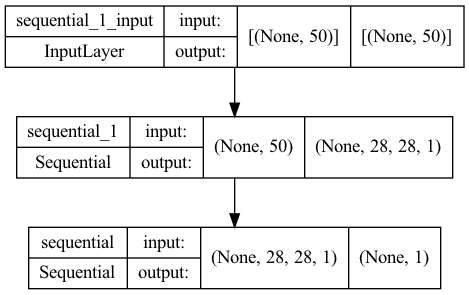 sequential_1_input input: [(None, 50)] [(None, 50)]
InputLayer output:
sequential_1 input: (None, 50) (None, 28, 28, 1)
Sequential output:
sequential input: (None, 28, 28, 1) (None, 1)
Sequential output: